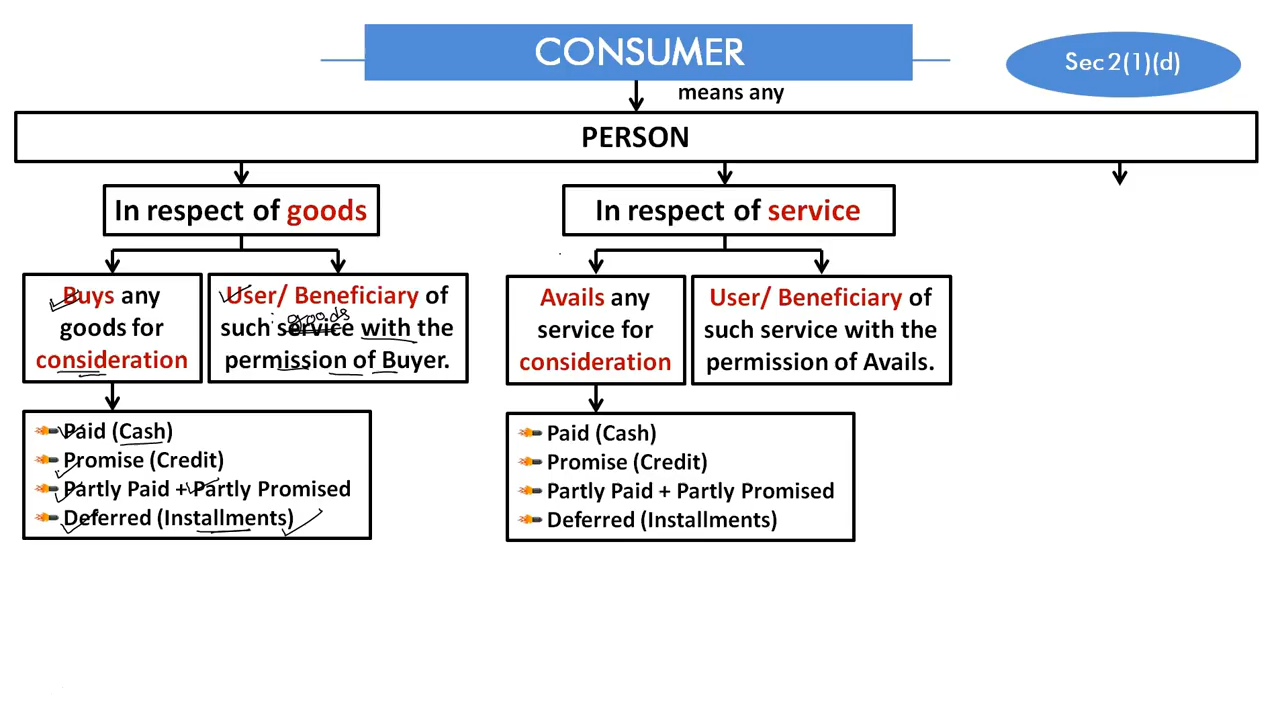 CONSUMER
Sec 2(1)(d)
means any
PERSON
In respect of goods
In respect of service
Buys any
goods for
consideration
User/ Beneficiary of
goods
such service with the
permission of Buyer.
Avails any
service for
consideration
User/ Beneficiary of
such service with the
permission of Avails.
Paid (Cash)
Promise (Credit)
Partly Paid + Partly Promised
Deferred (Installments)
Paid (Cash)
Promise (Credit)
Partly Paid + Partly Promised
Deferred (Installments)